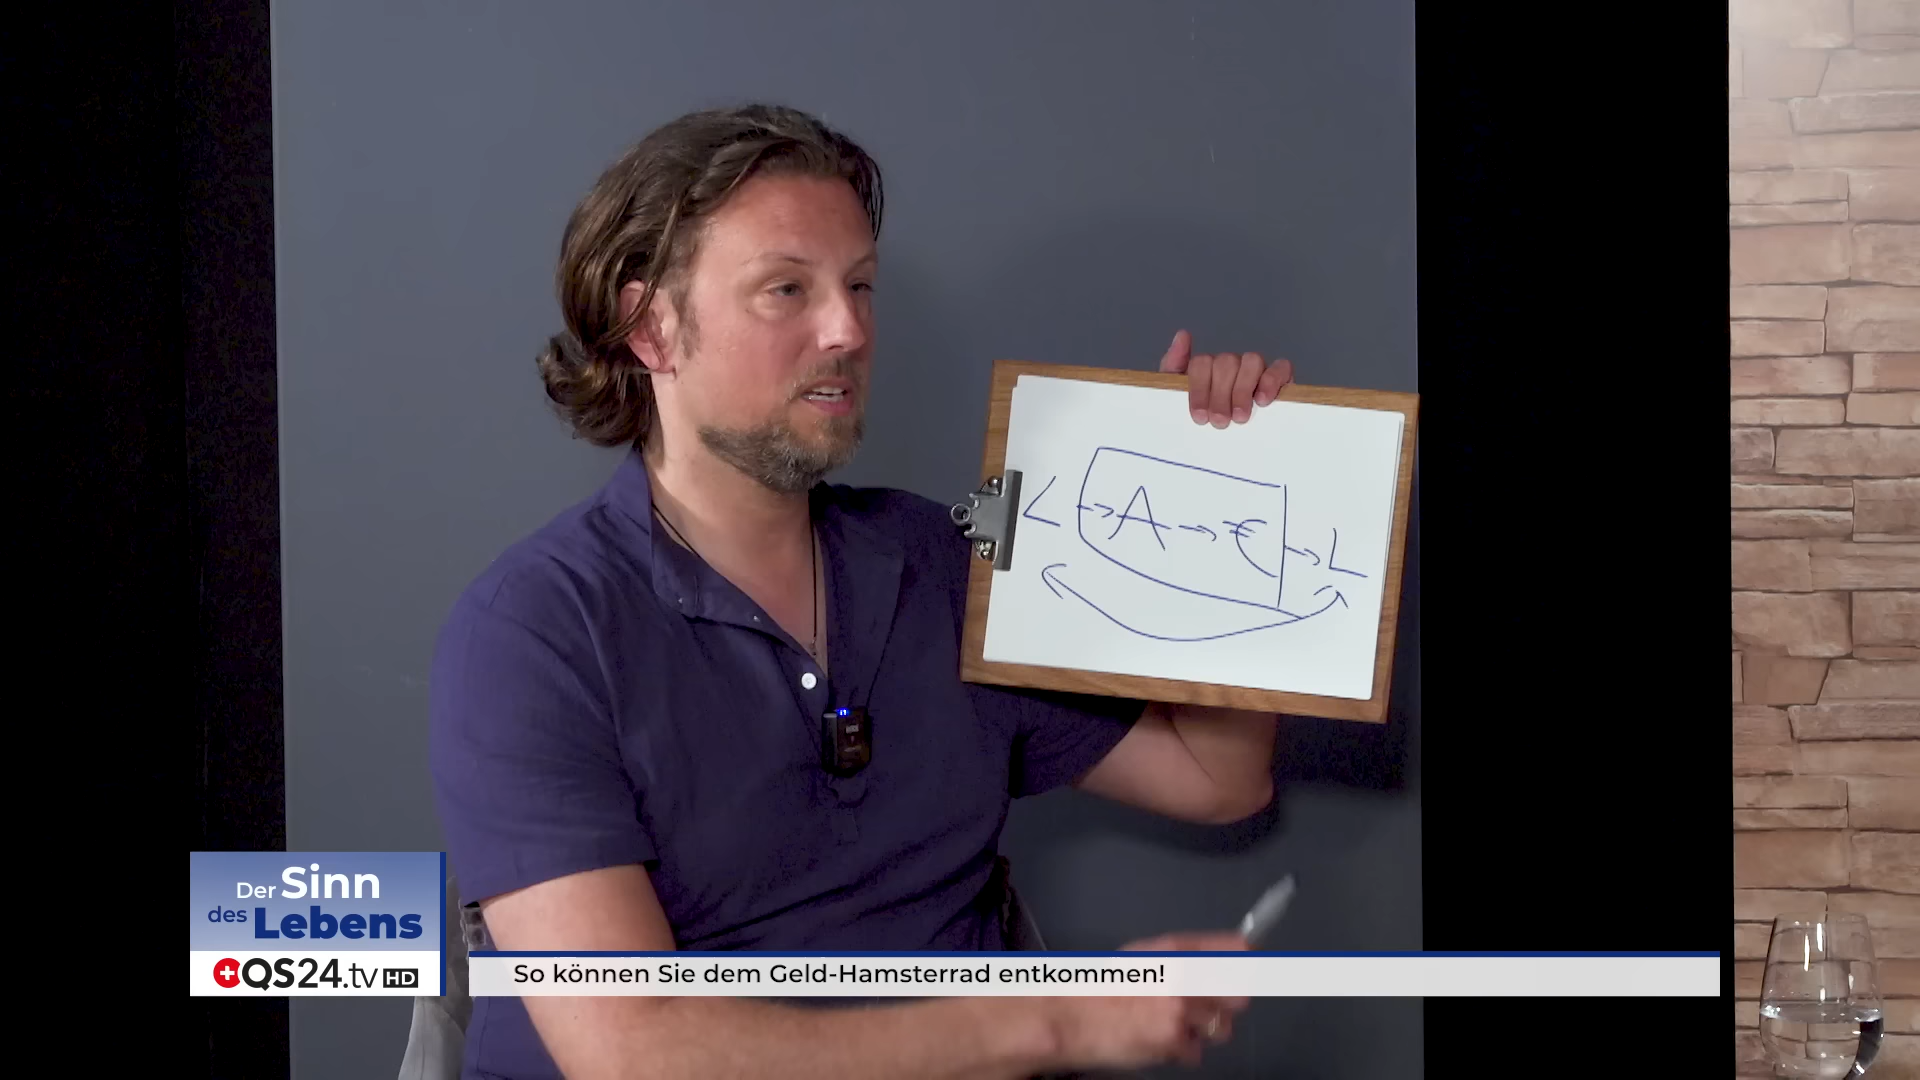 L → A → € → L
Der Sinn
des Lebens
QS24.tv HD
So können Sie dem Geld-Hamsterrad entkommen!